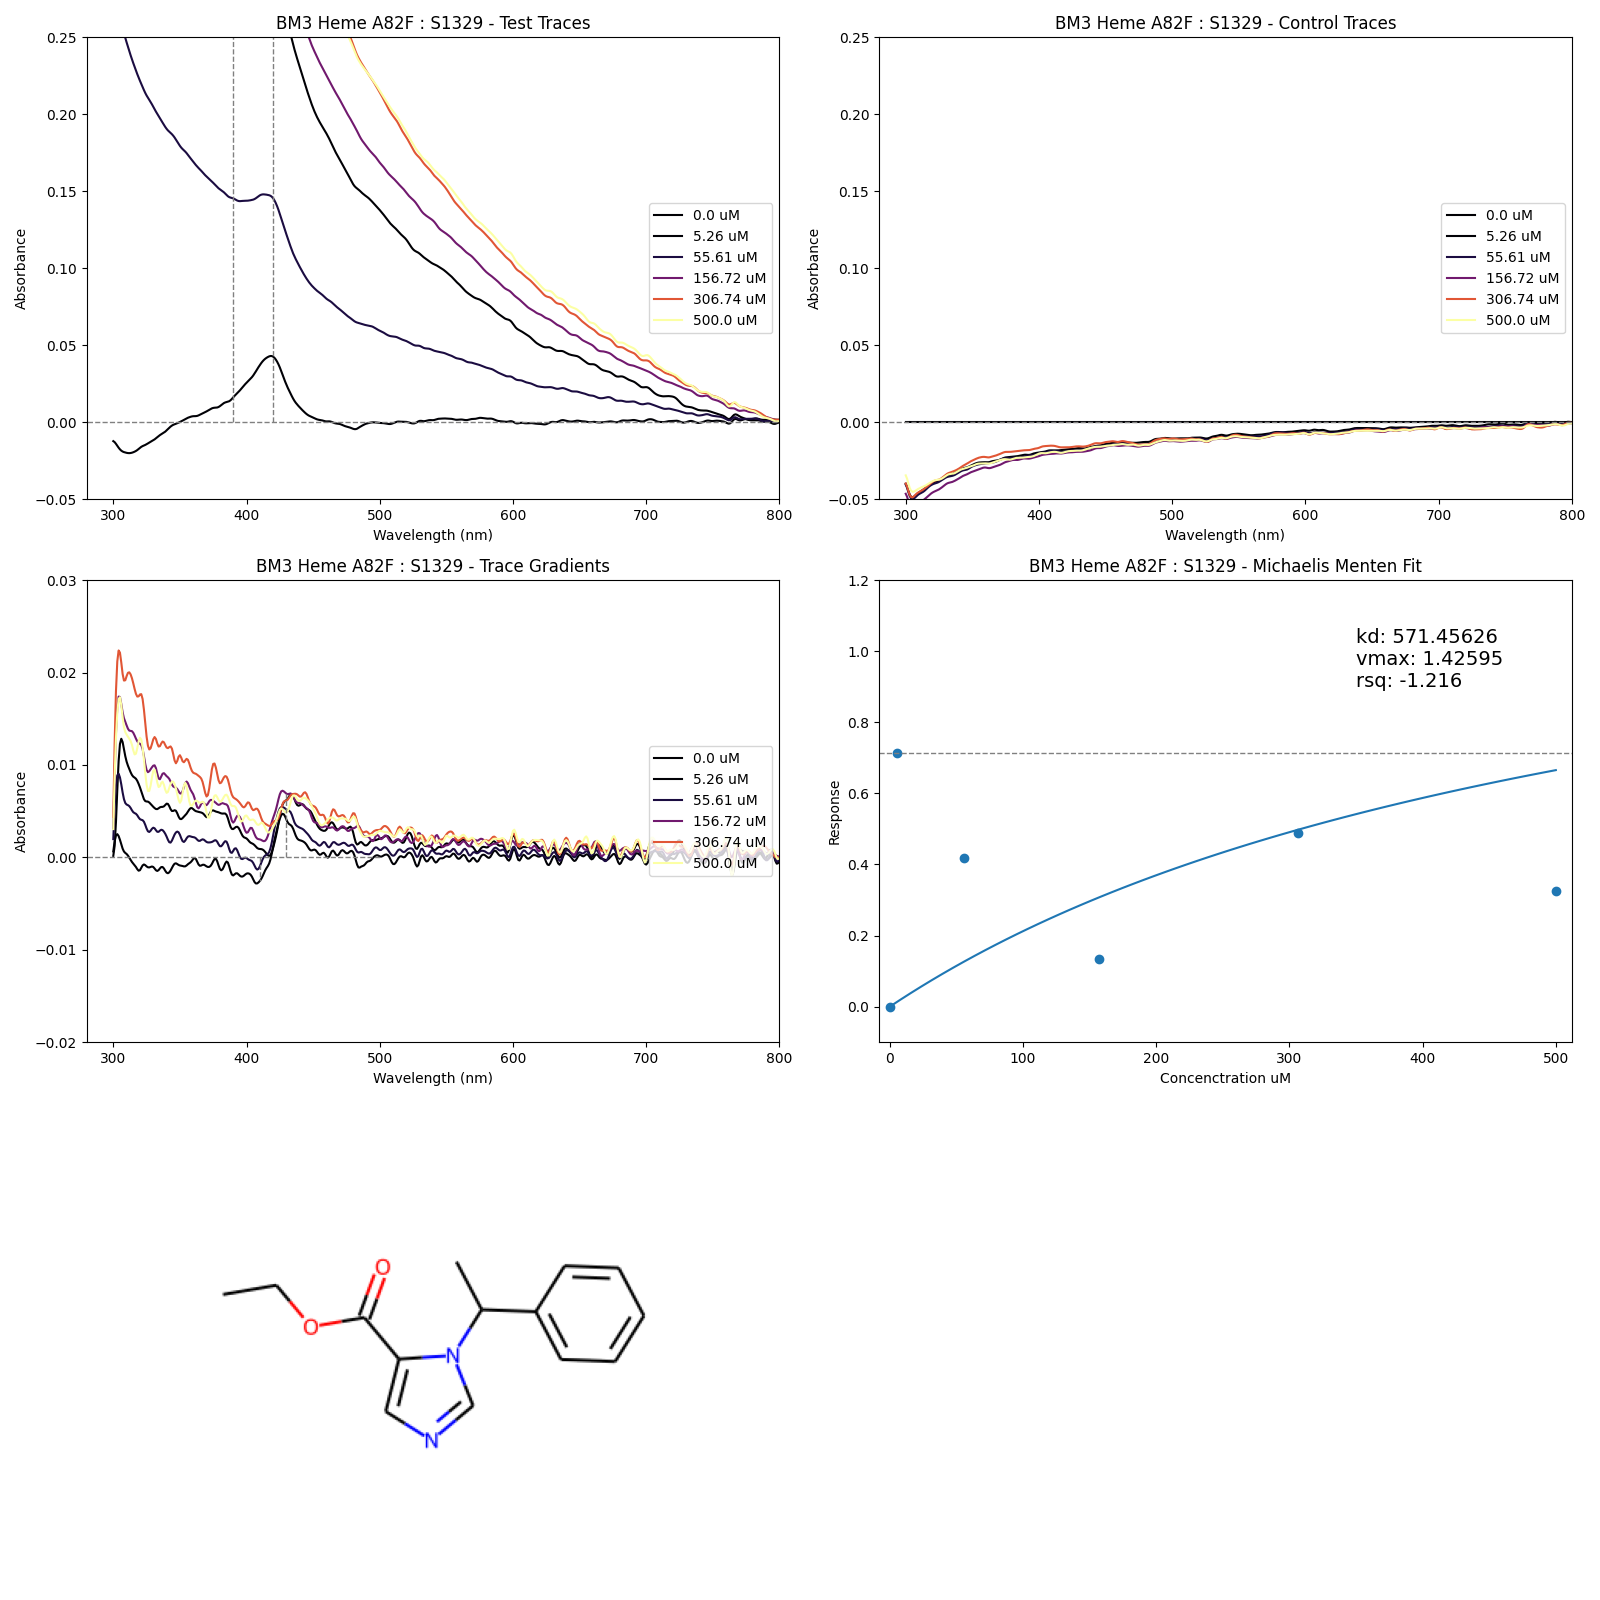 BM3 Heme A82F : S1329 - Test Traces
0.25
0.20
0.15
0.10
0.05
0.00
−0.05
Absorbance
300 400 500 600 700 800
Wavelength (nm)
0.0 uM
5.26 uM
55.61 uM
156.72 uM
306.74 uM
500.0 uM
BM3 Heme A82F : S1329 - Control Traces
0.25
0.20
0.15
0.10
0.05
0.00
−0.05
Absorbance
300 400 500 600 700 800
Wavelength (nm)
0.0 uM
5.26 uM
55.61 uM
156.72 uM
306.74 uM
500.0 uM
BM3 Heme A82F : S1329 - Trace Gradients
0.03
0.02
0.01
0.00
−0.01
−0.02
Absorbance
300 400 500 600 700 800
Wavelength (nm)
0.0 uM
5.26 uM
55.61 uM
156.72 uM
306.74 uM
500.0 uM
BM3 Heme A82F : S1329 - Michaelis Menten Fit
1.2
1.0
0.8
0.6
0.4
0.2
0.0
Response
kd: 571.45626
vmax: 1.42595
rsq: -1.216
0 100 200 300 400 500
Concenctration uM
O
O
N
N